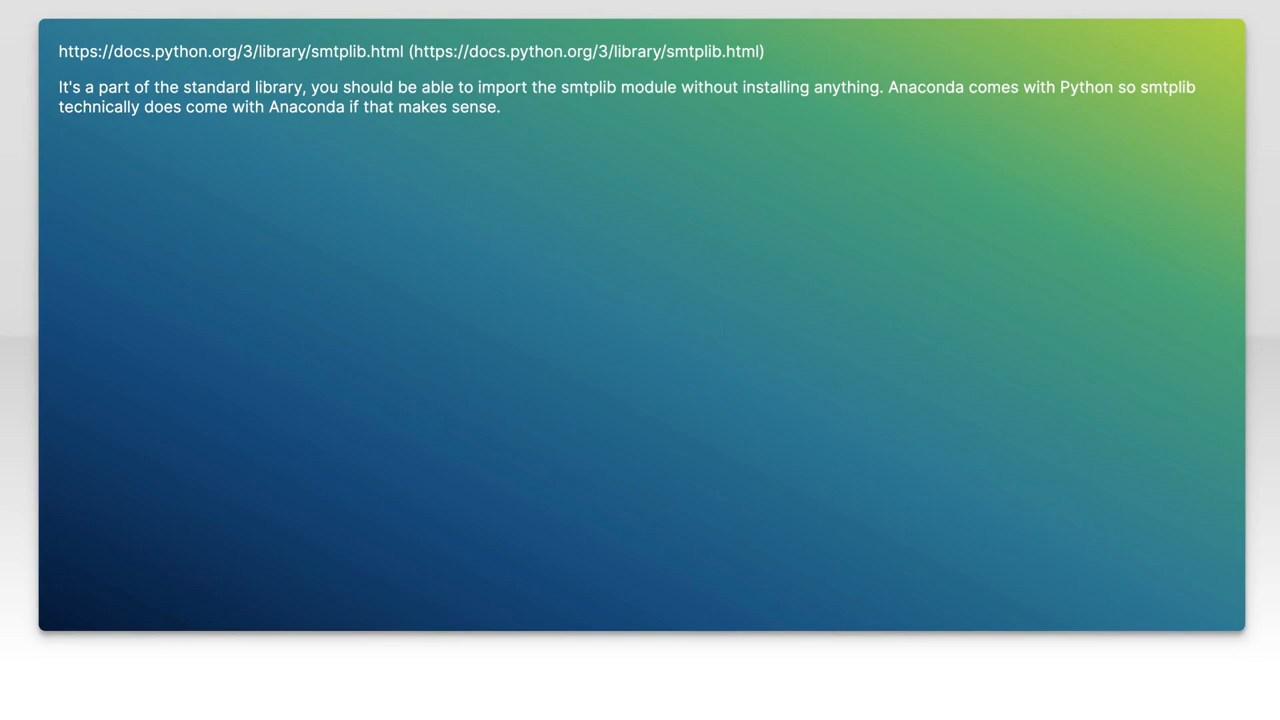 https://docs.python.org/3/library/smtplib.html (https://docs.python.org/3/library/smtplib.html)
It's a part of the standard library, you should be able to import the smtplib module without installing anything. Anaconda comes with Python so smtplib
technically does come with Anaconda if that makes sense.